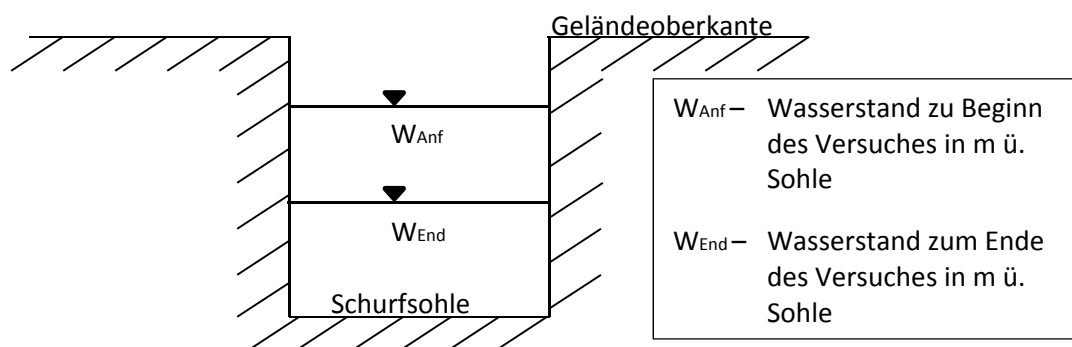 Geländeoberkante
WAnf
WEnd
Schurfsohle
WAnf – Wasserstand zu Beginn
des Versuches in m ü.
Sohle
WEnd – Wasserstand zum Ende
des Versuches in m ü.
Sohle